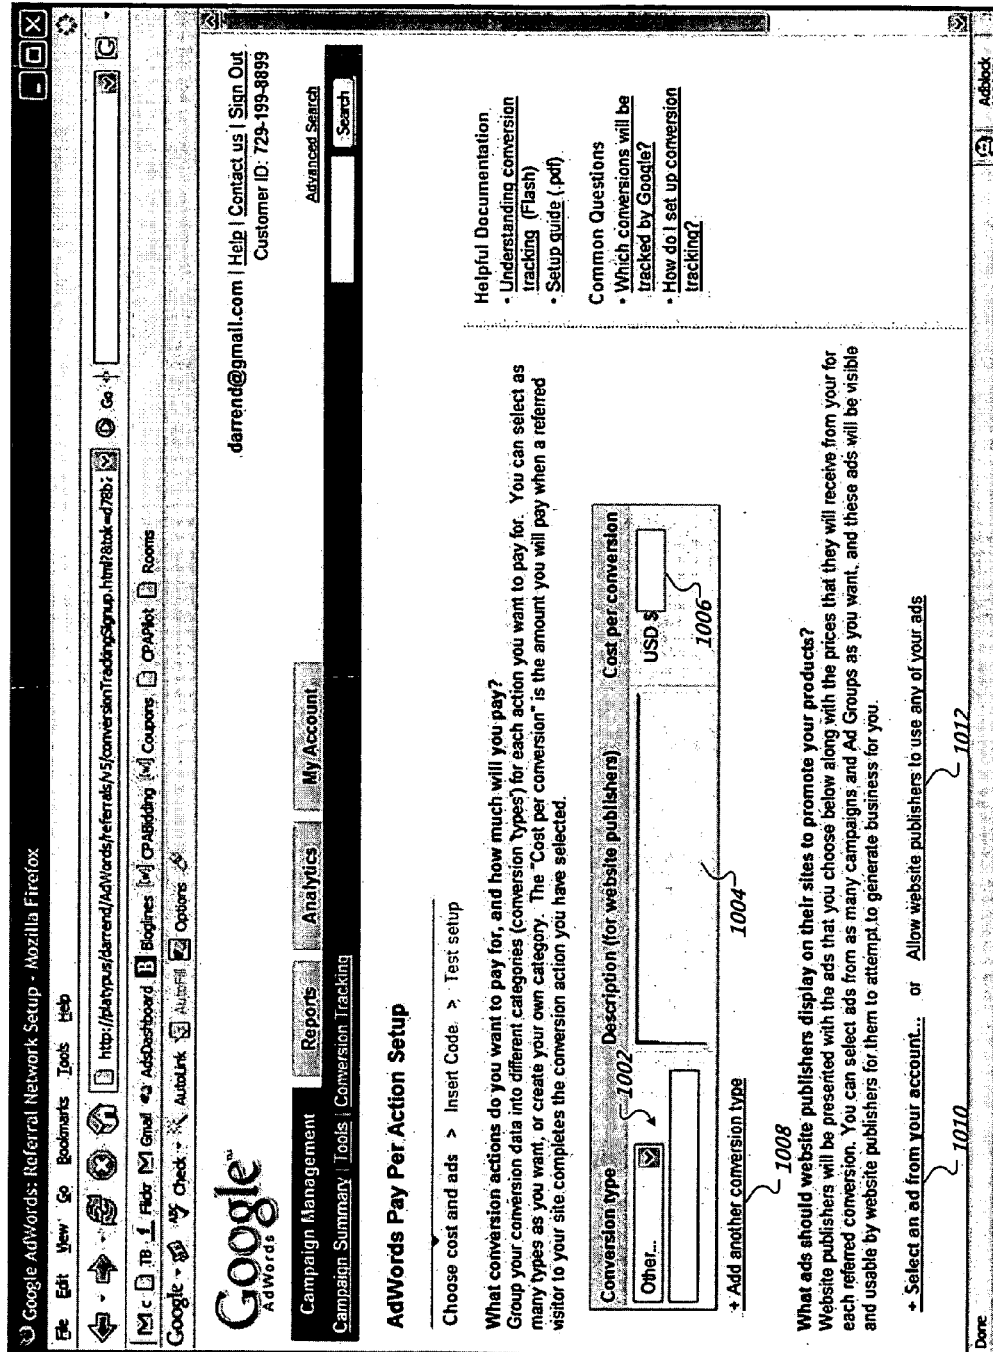 Google AdWords: Referral Network Setup - Mozilla Firefox
File Edit View Go Bookmarks Tools Help
http://platypus/darrend/AdWords/referrals/v5/conversionTrackingSignup.html?&tok=d78b: Go
M c TB Flickr Gmail AdsDashboard B Bloglines [w] CPABidding [w] Coupons CPAPilot Rooms
Google Check AutoLink AutoFill Options
darrend@gmail.com | Help | Contact us | Sign Out
Customer ID: 729-199-8899
Google
AdWords
Advanced Search
Campaign Management Reports Analytics My Account Search
Campaign Summary | Tools | Conversion Tracking
AdWords Pay Per Action Setup
Choose cost and ads > Insert Code > Test setup
What conversion actions do you want to pay for, and how much will you pay?
Group your conversion data into different categories (conversion 'types') for each action you want to pay for. You can select as
many types as you want, or create your own category. The "Cost per conversion" is the amount you will pay when a referred
visitor to your site completes the conversion action you have selected.
Conversion type Description (for website publishers) Cost per conversion
Other... 1002 USD $
1006
1004
+ Add another conversion type
1008
What ads should website publishers display on their sites to promote your products?
Website publishers will be presented with the ads that you choose below along with the prices that they will receive from your for
each referred conversion. You can select ads from as many campaigns and Ad Groups as you want, and these ads will be visible
and usable by website publishers for them to attempt to generate business for you.
+ Select an ad from your account... or Allow website publishers to use any of your ads
1010 1012
Helpful Documentation
• Understanding conversion
tracking (Flash)
• Setup guide (.pdf)
Common Questions
• Which conversions will be
tracked by Google?
• How do I set up conversion
tracking?
Done Adblock